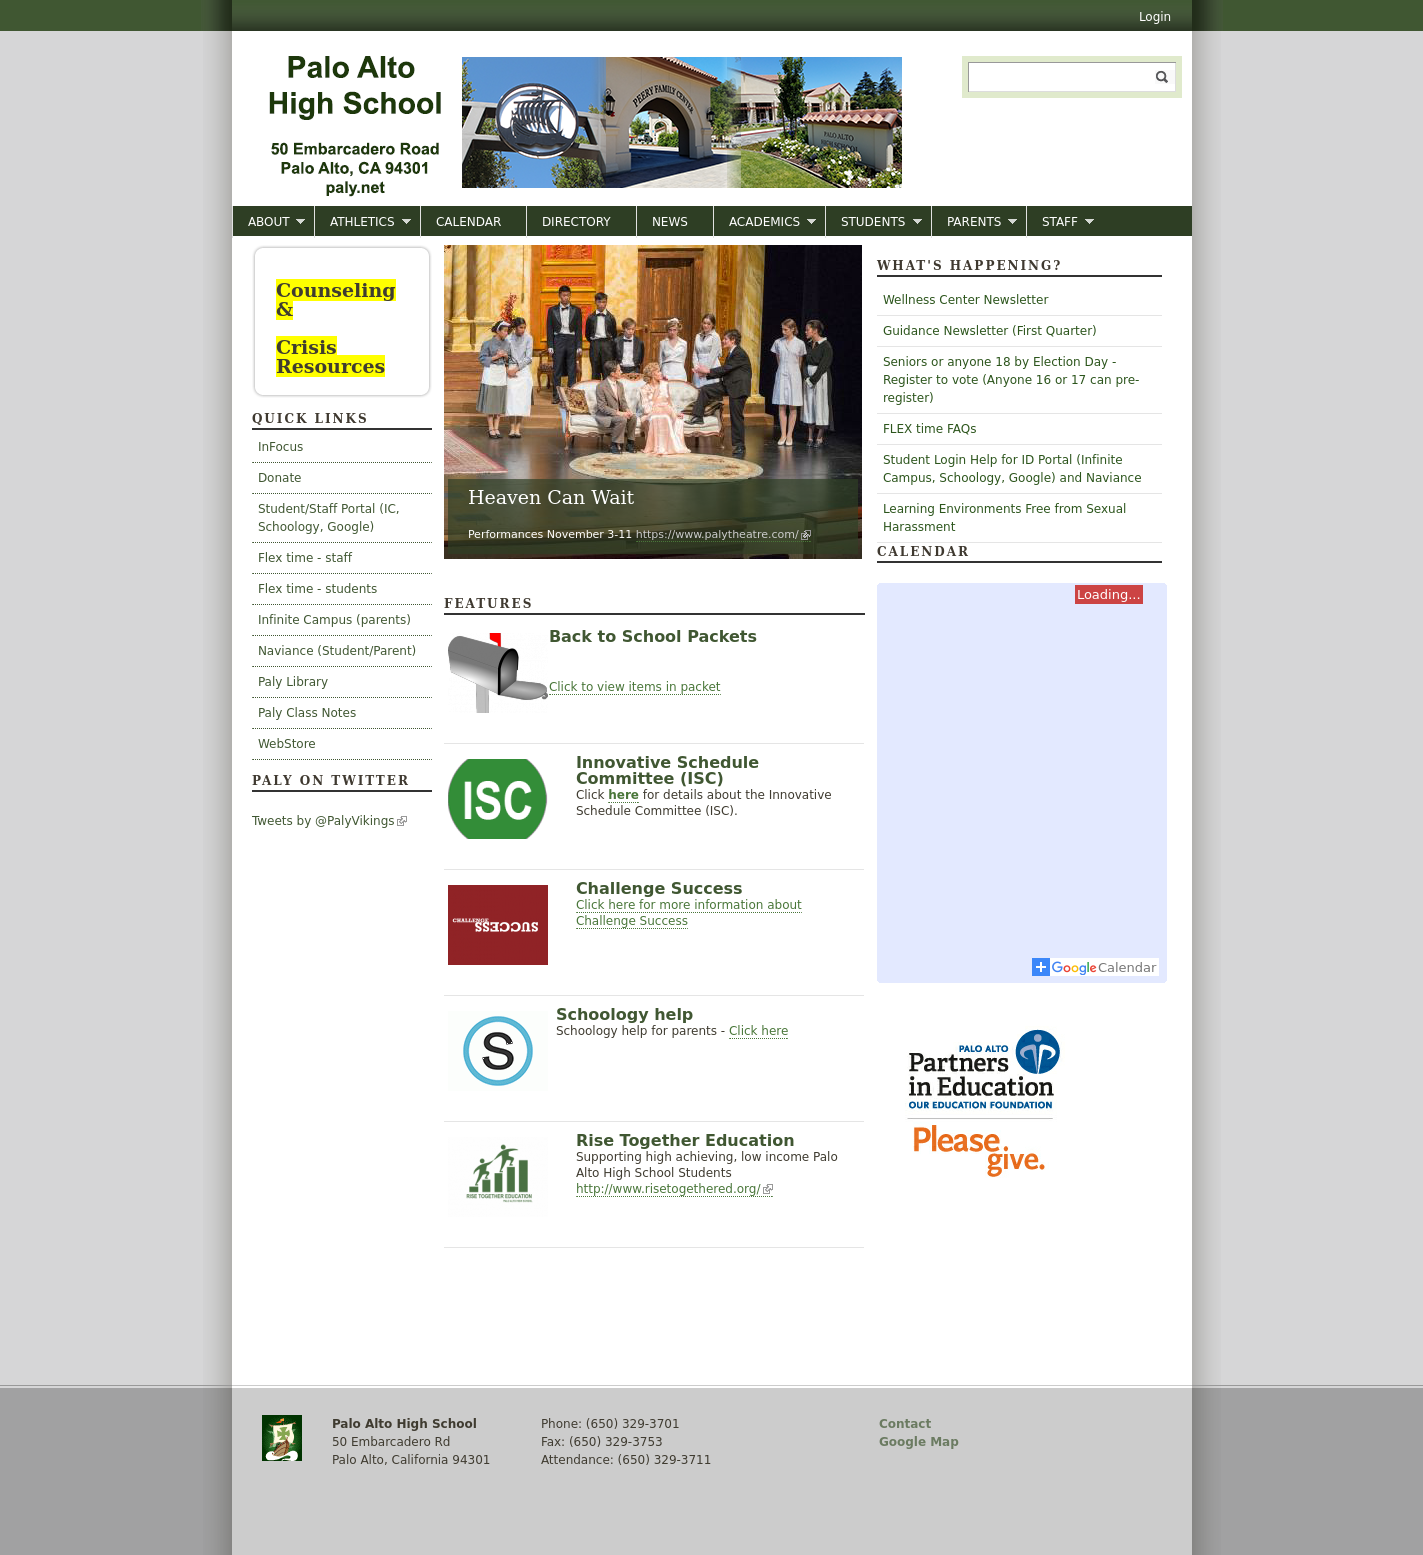 Login
Palo Alto
High School
50 Embarcadero Road
Palo Alto, CA 94301
paly.net
PEERY FAMILY CENTER
PALO ALTO
HIGH SCHOOL
ABOUT
ATHLETICS
CALENDAR
DIRECTORY
NEWS
ACADEMICS
STUDENTS
PARENTS
STAFF
Counseling
&
Crisis
Resources
QUICK LINKS
InFocus
Donate
Student/Staff Portal (IC,
Schoology, Google)
Flex time - staff
Flex time - students
Infinite Campus (parents)
Naviance (Student/Parent)
Paly Library
Paly Class Notes
WebStore
PALY ON TWITTER
Tweets by @PalyVikings
Heaven Can Wait
Performances November 3-11 https://www.palytheatre.com/
FEATURES
Back to School Packets
Click to view items in packet
ISC
Innovative Schedule
Committee (ISC)
Click here for details about the Innovative
Schedule Committee (ISC).
CHALLENGE
SUCCESS
Challenge Success
Click here for more information about
Challenge Success
S
Schoology help
Schoology help for parents - Click here
RISE TOGETHER EDUCATION
Rise Together Education
Supporting high achieving, low income Palo
Alto High School Students
http://www.risetogethered.org/
WHAT'S HAPPENING?
Wellness Center Newsletter
Guidance Newsletter (First Quarter)
Seniors or anyone 18 by Election Day -
Register to vote (Anyone 16 or 17 can pre-
register)
FLEX time FAQs
Student Login Help for ID Portal (Infinite
Campus, Schoology, Google) and Naviance
Learning Environments Free from Sexual
Harassment
CALENDAR
Loading...
Google Calendar
PALO ALTO
Partners
in Education
OUR EDUCATION FOUNDATION
Please
give.
Palo Alto High School
50 Embarcadero Rd
Palo Alto, California 94301
Phone: (650) 329-3701
Fax: (650) 329-3753
Attendance: (650) 329-3711
Contact
Google Map